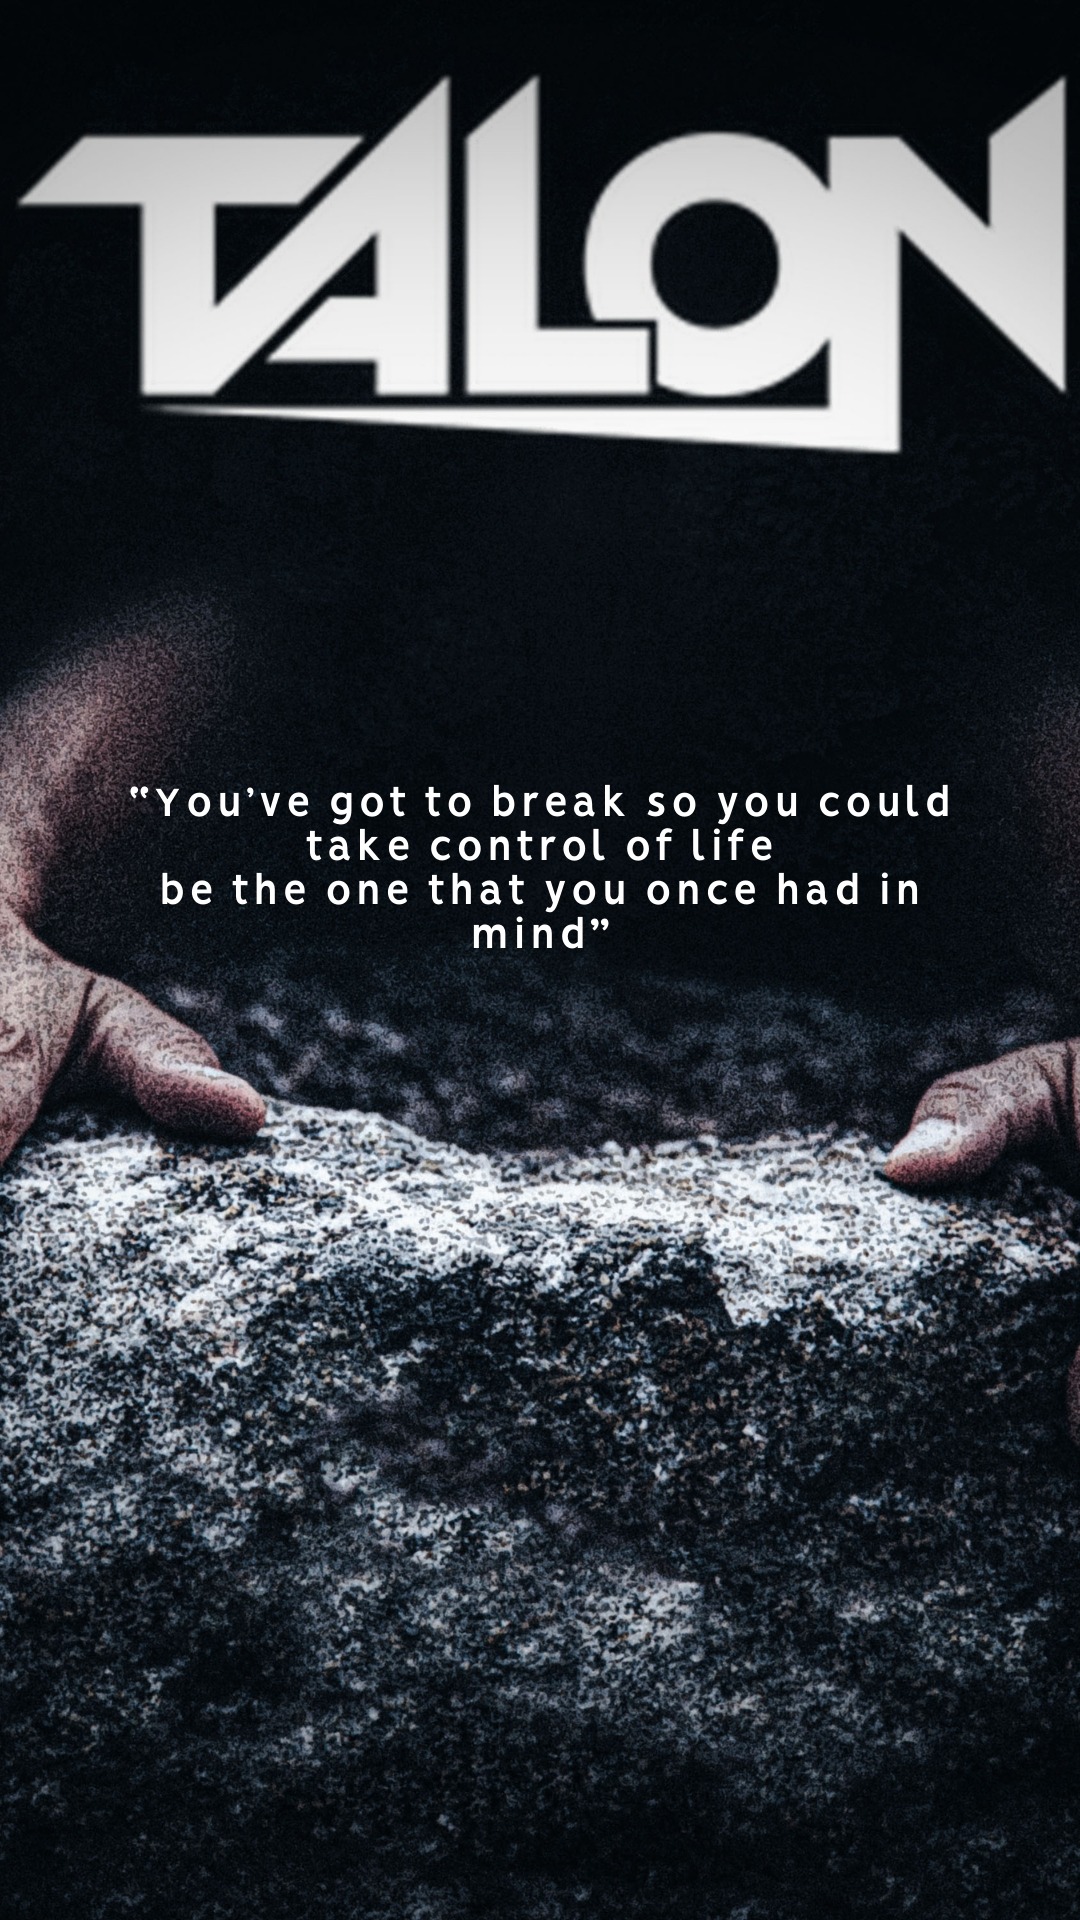 TALON
“You’ve got to break so you could
take control of life
be the one that you once had in
mind”